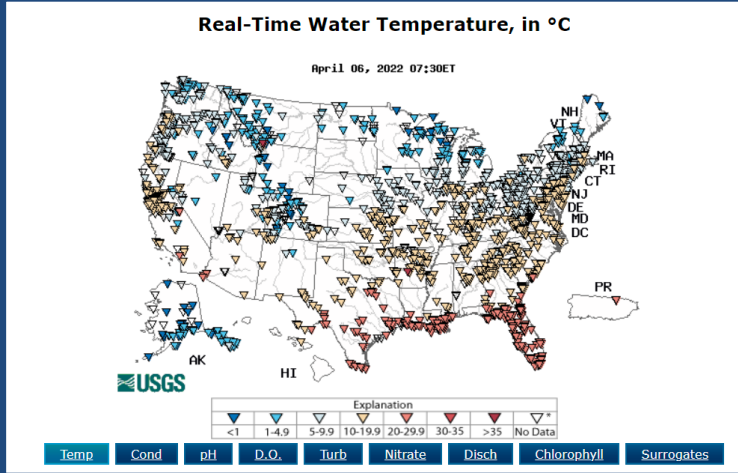 Real-Time Water Temperature, in °C
April 06, 2022 07:30ET
NH
VT
MA
RI
CT
NJ
DE
MD
DC
PR
AK
HI
USGS
Explanation
<1 1-4.9 5-9.9 10-19.9 20-29.9 30-35 >35 No Data *
Temp Cond pH D.O. Turb Nitrate Disch Chlorophyll Surrogates